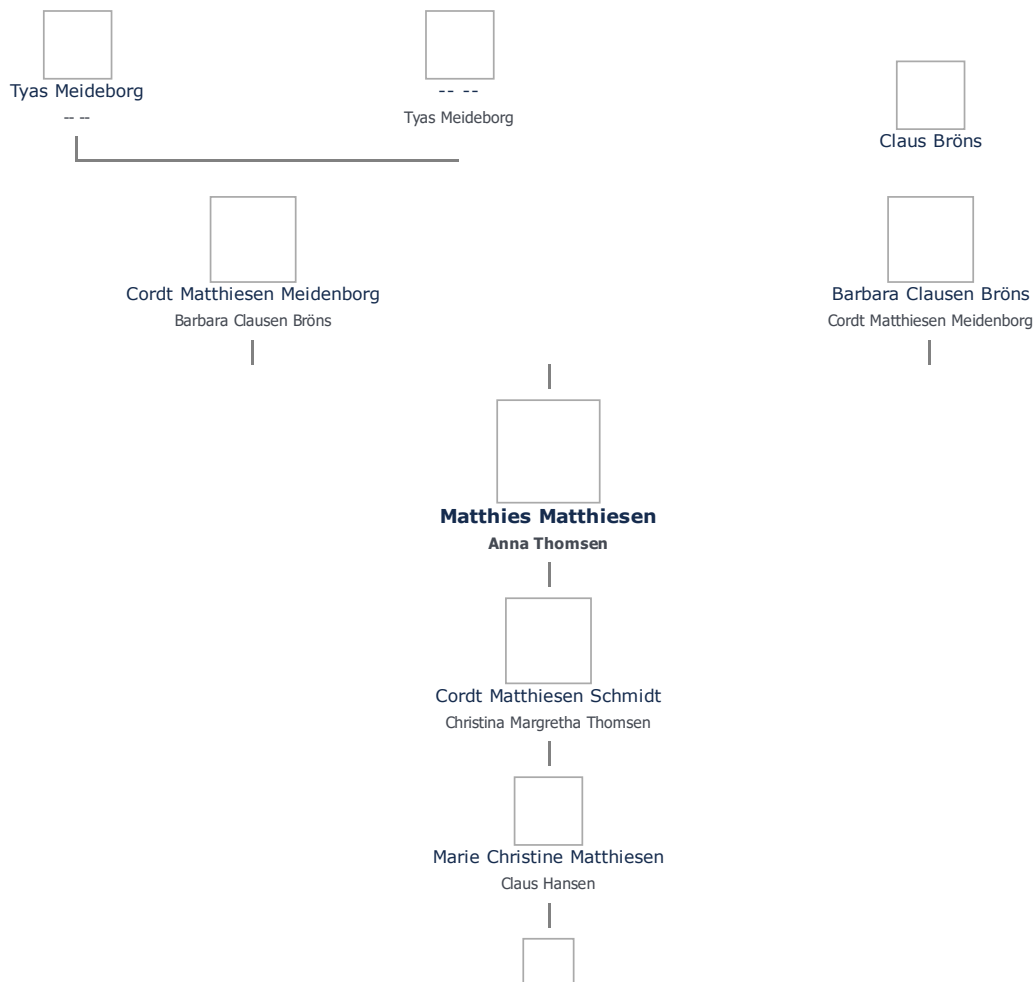 Tyas Meideborg
-- --
-- --
Tyas Meideborg
Claus Bröns
Cordt Matthiesen Meidenborg
Barbara Clausen Bröns
Barbara Clausen Bröns
Cordt Matthiesen Meidenborg
Matthies Matthiesen
Anna Thomsen
Cordt Matthiesen Schmidt
Christina Margretha Thomsen
Marie Christine Matthiesen
Claus Hansen